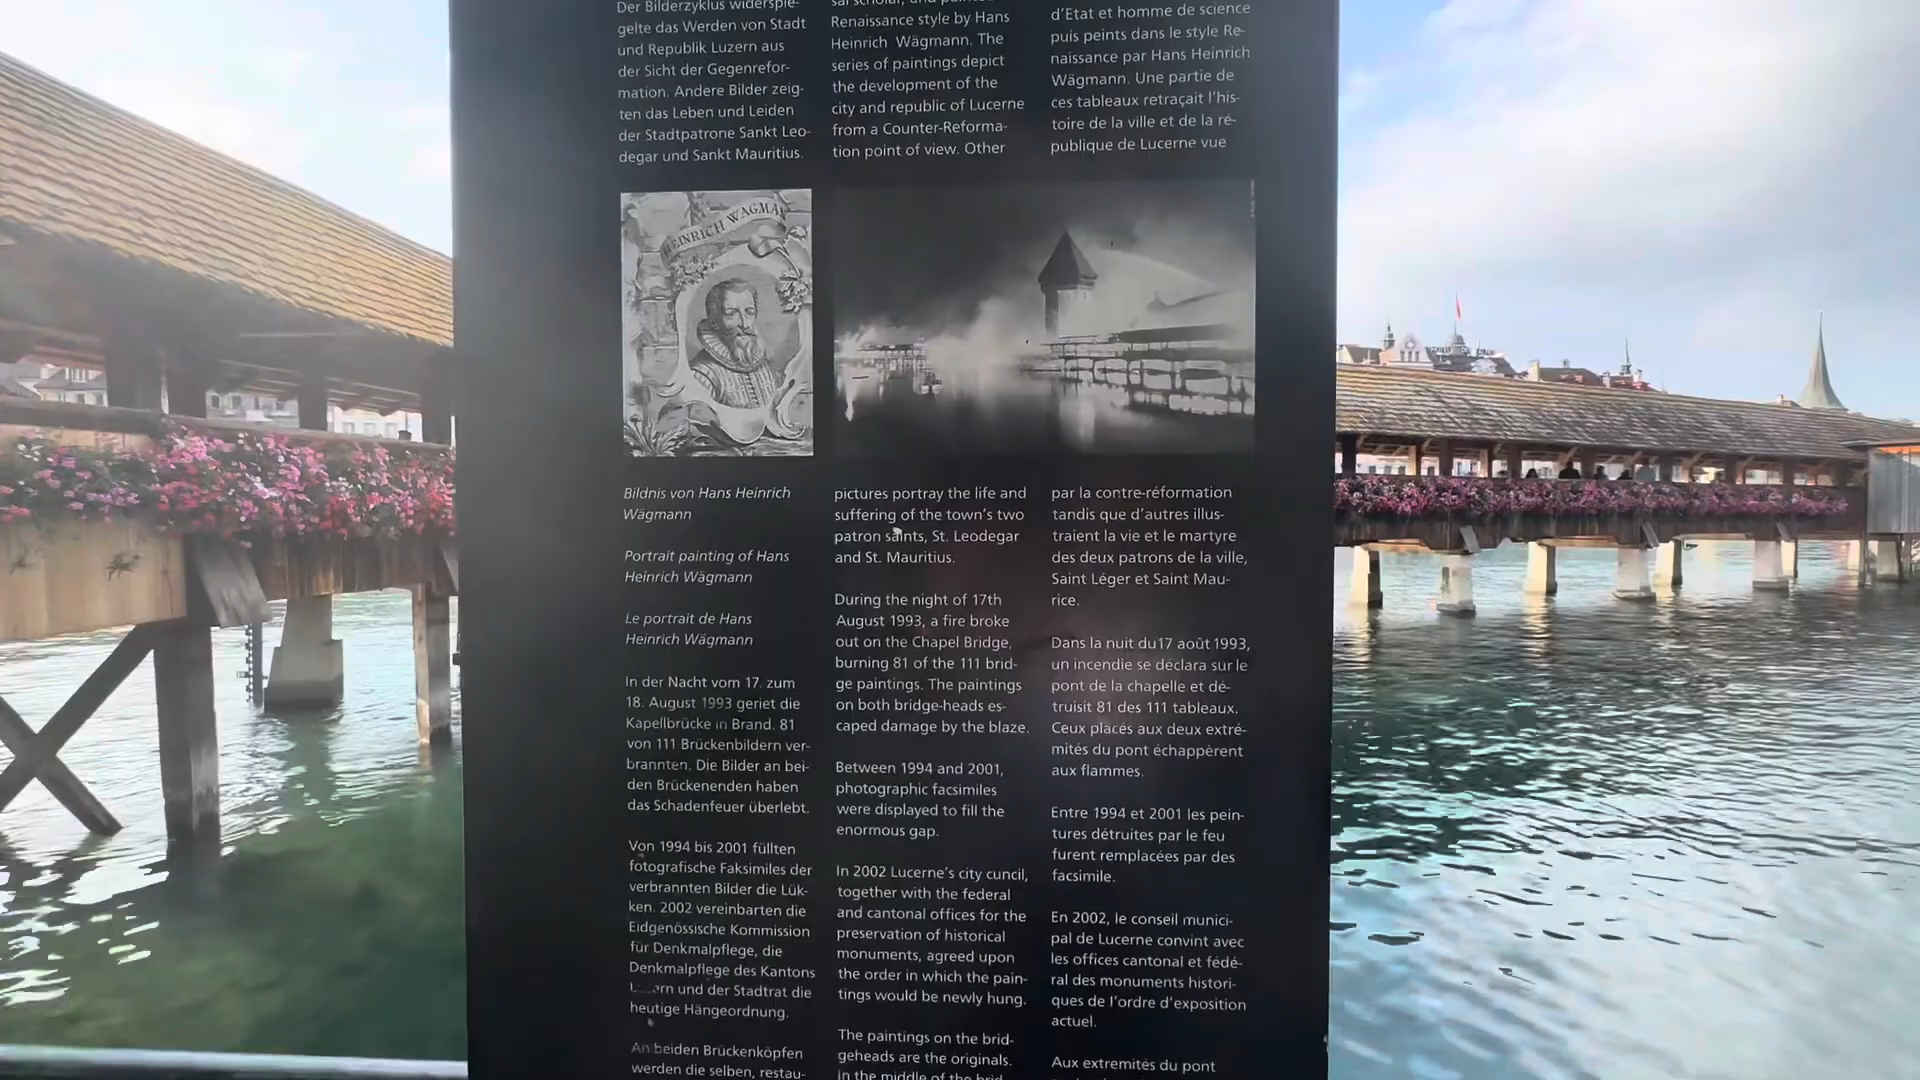 Der Bilderzyklus widerspie-
gelte das Werden von Stadt
und Republik Luzern aus
der Sicht der Gegenrefor-
mation. Andere Bilder zeig-
ten das Leben und Leiden
der Stadtpatrone Sankt Leo-
degar und Sankt Mauritius.
HEINRICH WAGMA
Bildnis von Hans Heinrich
Wägmann
Portrait painting of Hans
Heinrich Wägmann
Le portrait de Hans
Heinrich Wägmann
In der Nacht vom 17. zum
18. August 1993 geriet die
Kapellbrücke in Brand. 81
von 111 Brückenbildern ver-
brannten. Die Bilder an bei-
den Brückenenden haben
das Schadenfeuer überlebt.
Von 1994 bis 2001 füllten
fotografische Faksimiles der
verbrannten Bilder die Lük-
ken. 2002 vereinbarten die
Eidgenössische Kommission
für Denkmalpflege, die
Denkmalpflege des Kantons
und der Stadtrat die
heutige Hängeordnung.
An beiden Brückenköpfen
werden die selben, restau-
sal scholar, and painted
Renaissance style by Hans
Heinrich Wägmann. The
series of paintings depict
the development of the
city and republic of Lucerne
from a Counter-Reforma-
tion point of view. Other
pictures portray the life and
suffering of the town's two
patron saints, St. Leodegar
and St. Mauritius.
During the night of 17th
August 1993, a fire broke
out on the Chapel Bridge,
burning 81 of the 111 brid-
ge paintings. The paintings
on both bridge-heads es-
caped damage by the blaze.
Between 1994 and 2001,
photographic facsimiles
were displayed to fill the
enormous gap.
In 2002 Lucerne's city cuncil,
together with the federal
and cantonal offices for the
preservation of historical
monuments, agreed upon
the order in which the pain-
tings would be newly hung.
The paintings on the brid-
geheads are the originals.
In the middle of the brid-
d'Etat et homme de science
puis peints dans le style Re-
naissance par Hans Heinrich
Wägmann. Une partie de
ces tableaux retraçait l'his-
toire de la ville et de la ré-
publique de Lucerne vue
par la contre-réformation
tandis que d'autres illus-
traient la vie et le martyre
des deux patrons de la ville,
Saint Léger et Saint Mau-
rice.
Dans la nuit du17 août 1993,
un incendie se déclara sur le
pont de la chapelle et dé-
truisit 81 des 111 tableaux.
Ceux placés aux deux extré-
mités du pont échappèrent
aux flammes.
Entre 1994 et 2001 les pein-
tures détruites par le feu
furent remplacées par des
facsimile.
En 2002, le conseil munici-
pal de Lucerne convint avec
les offices cantonal et fédé-
ral des monuments histori-
ques de l'ordre d'exposition
actuel.
Aux extremités du pont